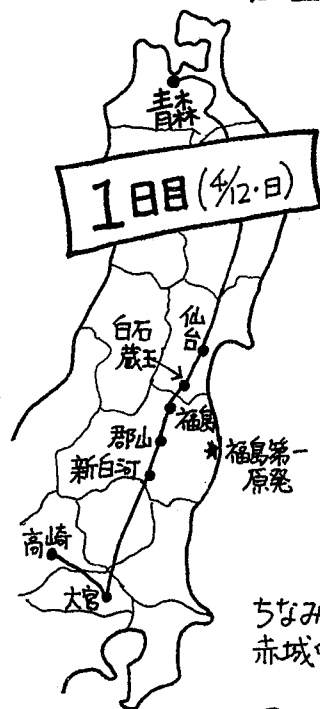 青森
1日目(4/12・日)
仙台
白石
蔵王
福島
郡山
福島第一
原発
新白河
高崎
大宮
ちなみ
赤城